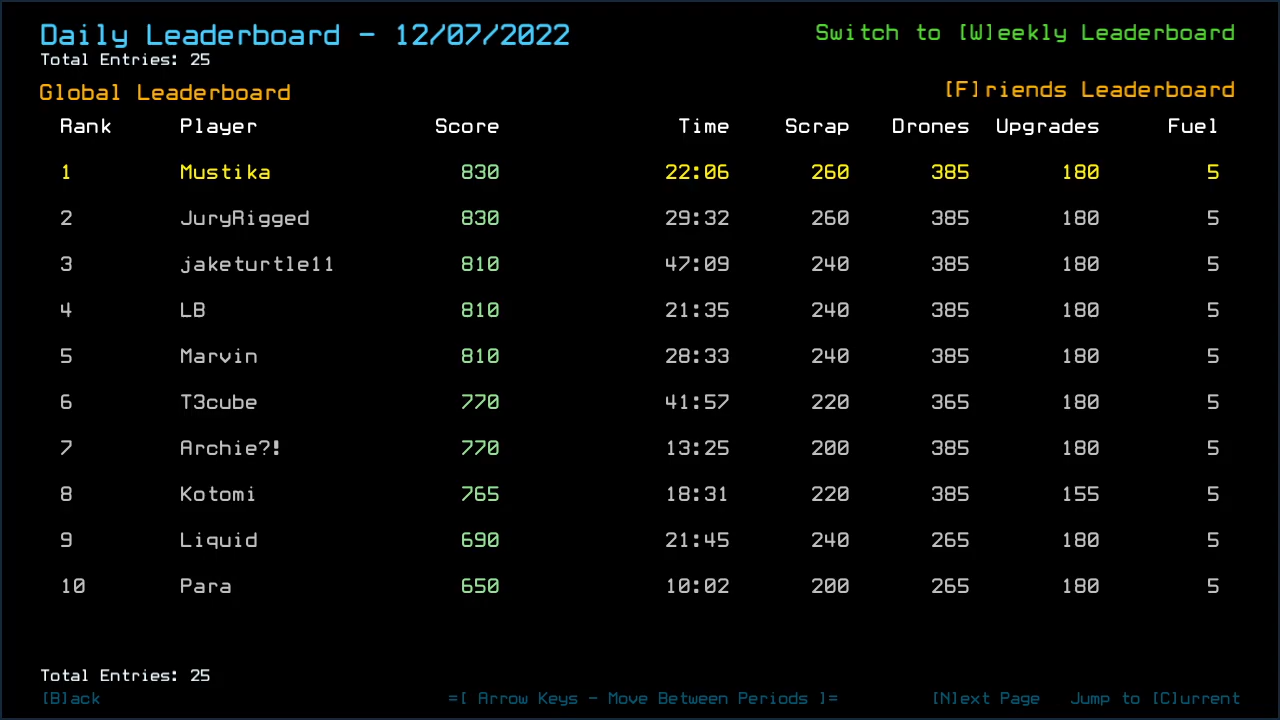 Daily Leaderboard - 12/07/2022 Switch to [W]eekly Leaderboard
Total Entries: 25
Global Leaderboard [F]riends Leaderboard
Rank Player Score Time Scrap Drones Upgrades Fuel
1 Mustika 830 22:06 260 385 180 5
2 JuryRigged 830 29:32 260 385 180 5
3 jaketurtle11 810 47:09 240 385 180 5
4 LB 810 21:35 240 385 180 5
5 Marvin 810 28:33 240 385 180 5
6 T3cube 770 41:57 220 365 180 5
7 Archie?! 770 13:25 200 385 180 5
8 Kotomi 765 18:31 220 385 155 5
9 Liquid 690 21:45 240 265 180 5
10 Para 650 10:02 200 265 180 5
Total Entries: 25
[B]ack =[ Arrow Keys - Move Between Periods ]= [N]ext Page Jump to [C]urrent